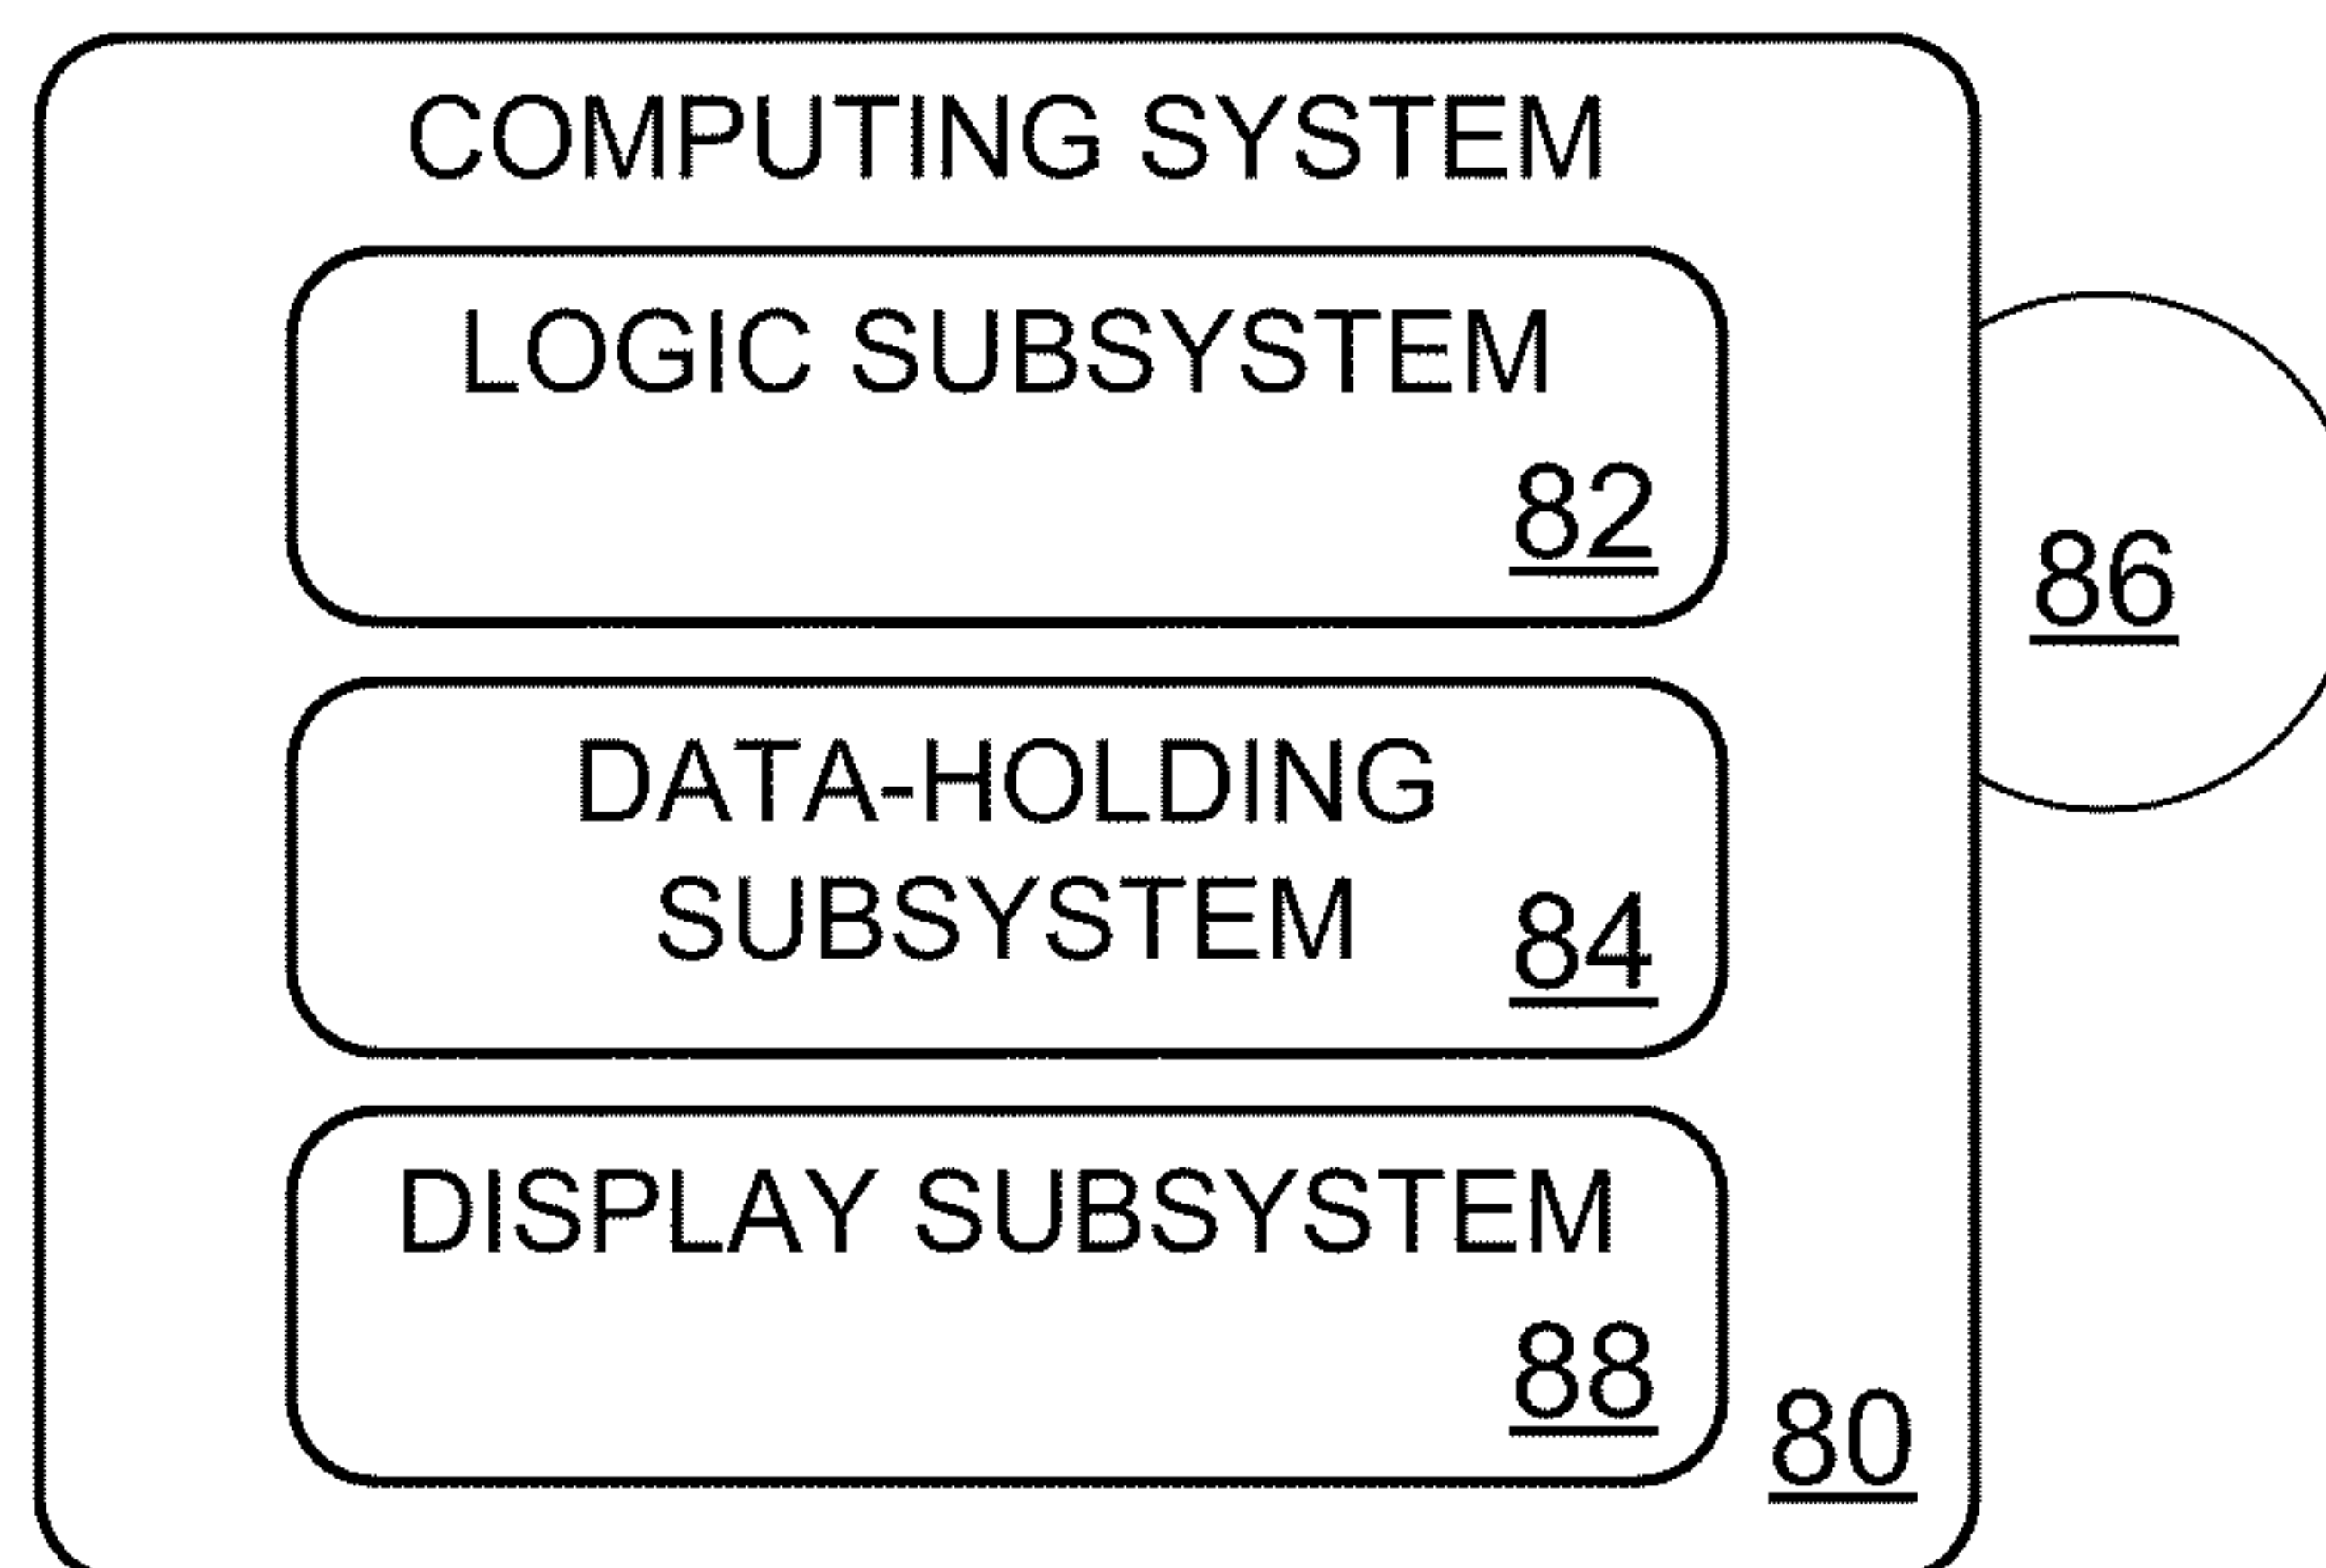 COMPUTING SYSTEM
LOGIC SUBSYSTEM
82
86
DATA-HOLDING
SUBSYSTEM 84
DISPLAY SUBSYSTEM
88
80